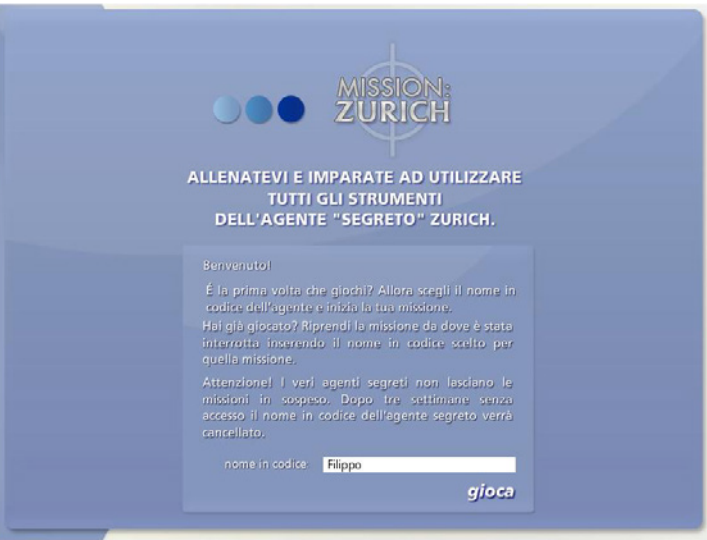 MISSION:
ZURICH
ALLENATEVI E IMPARATE AD UTILIZZARE
TUTTI GLI STRUMENTI
DELL'AGENTE "SEGRETO" ZURICH.
Benvenuto!
É la prima volta che giochi? Allora scegli il nome in
codice dell'agente e inizia la tua missione.
Hai già giocato? Riprendi la missione da dove è stata
interrotta inserendo il nome in codice scelto per
quella missione.
Attenzione! I veri agenti segreti non lasciano le
missioni in sospeso. Dopo tre settimane senza
accesso il nome in codice dell'agente segreto verrà
cancellato.
nome in codice: Filippo
gioca